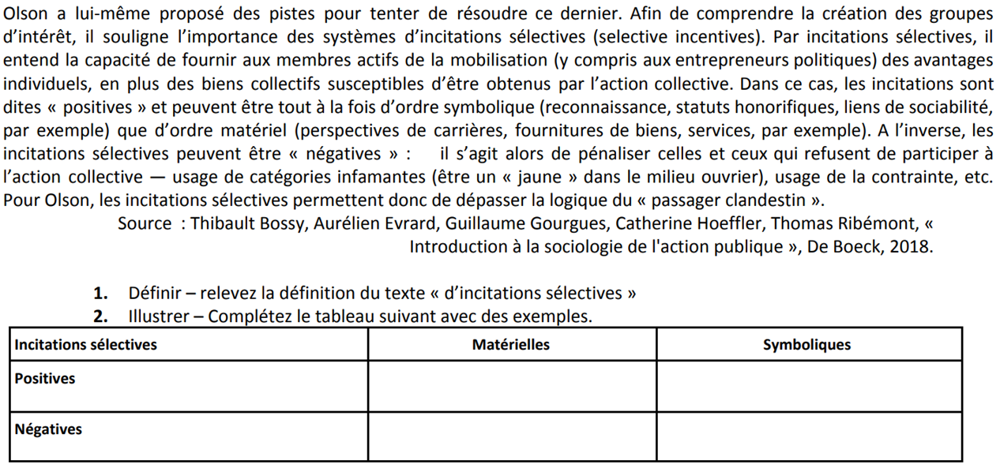 Olson a lui-même proposé des pistes pour tenter de résoudre ce dernier. Afin de comprendre la création des groupes
d’intérêt, il souligne l’importance des systèmes d’incitations sélectives (selective incentives). Par incitations sélectives, il
entend la capacité de fournir aux membres actifs de la mobilisation (y compris aux entrepreneurs politiques) des avantages
individuels, en plus des biens collectifs susceptibles d’être obtenus par l’action collective. Dans ce cas, les incitations sont
dites « positives » et peuvent être tout à la fois d’ordre symbolique (reconnaissance, statuts honorifiques, liens de sociabilité,
par exemple) que d’ordre matériel (perspectives de carrières, fournitures de biens, services, par exemple). A l’inverse, les
incitations sélectives peuvent être « négatives » : il s’agit alors de pénaliser celles et ceux qui refusent de participer à
l’action collective — usage de catégories infamantes (être un « jaune » dans le milieu ouvrier), usage de la contrainte, etc.
Pour Olson, les incitations sélectives permettent donc de dépasser la logique du « passager clandestin ».
Source : Thibault Bossy, Aurélien Evrard, Guillaume Gourgues, Catherine Hoeffler, Thomas Ribémont, «
Introduction à la sociologie de l'action publique », De Boeck, 2018.
1. Définir – relevez la définition du texte « d’incitations sélectives »
2. Illustrer – Complétez le tableau suivant avec des exemples.
Incitations sélectives Matérielles Symboliques
Positives
Négatives